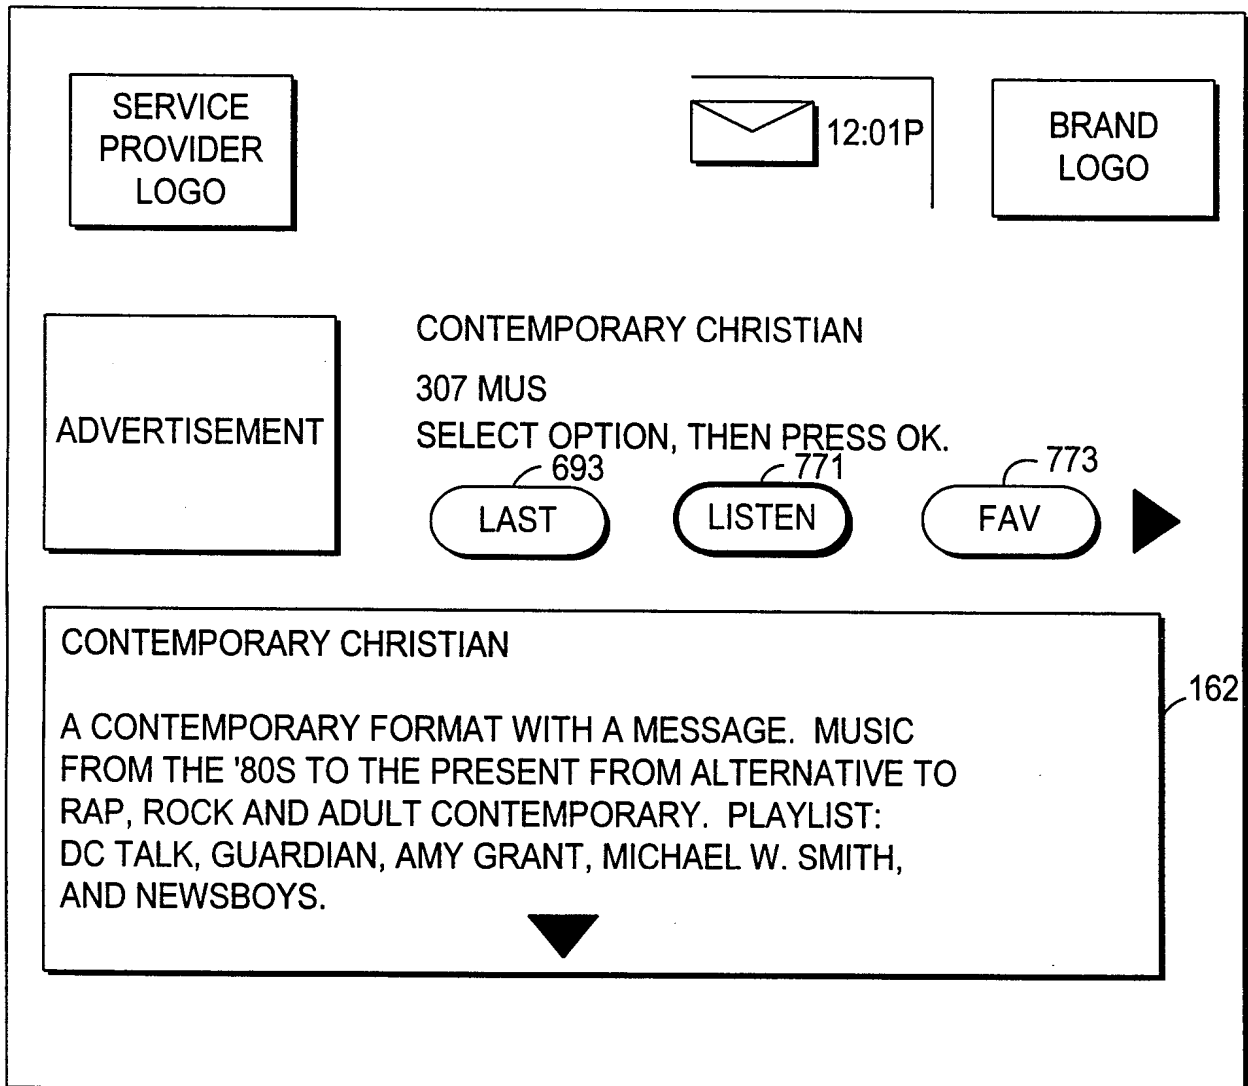 SERVICE
PROVIDER
LOGO
12:01P
BRAND
LOGO
ADVERTISEMENT
CONTEMPORARY CHRISTIAN
307 MUS
SELECT OPTION, THEN PRESS OK.
693
771
773
LAST
LISTEN
FAV
CONTEMPORARY CHRISTIAN
A CONTEMPORARY FORMAT WITH A MESSAGE. MUSIC
FROM THE '80S TO THE PRESENT FROM ALTERNATIVE TO
RAP, ROCK AND ADULT CONTEMPORARY. PLAYLIST:
DC TALK, GUARDIAN, AMY GRANT, MICHAEL W. SMITH,
AND NEWSBOYS.
162